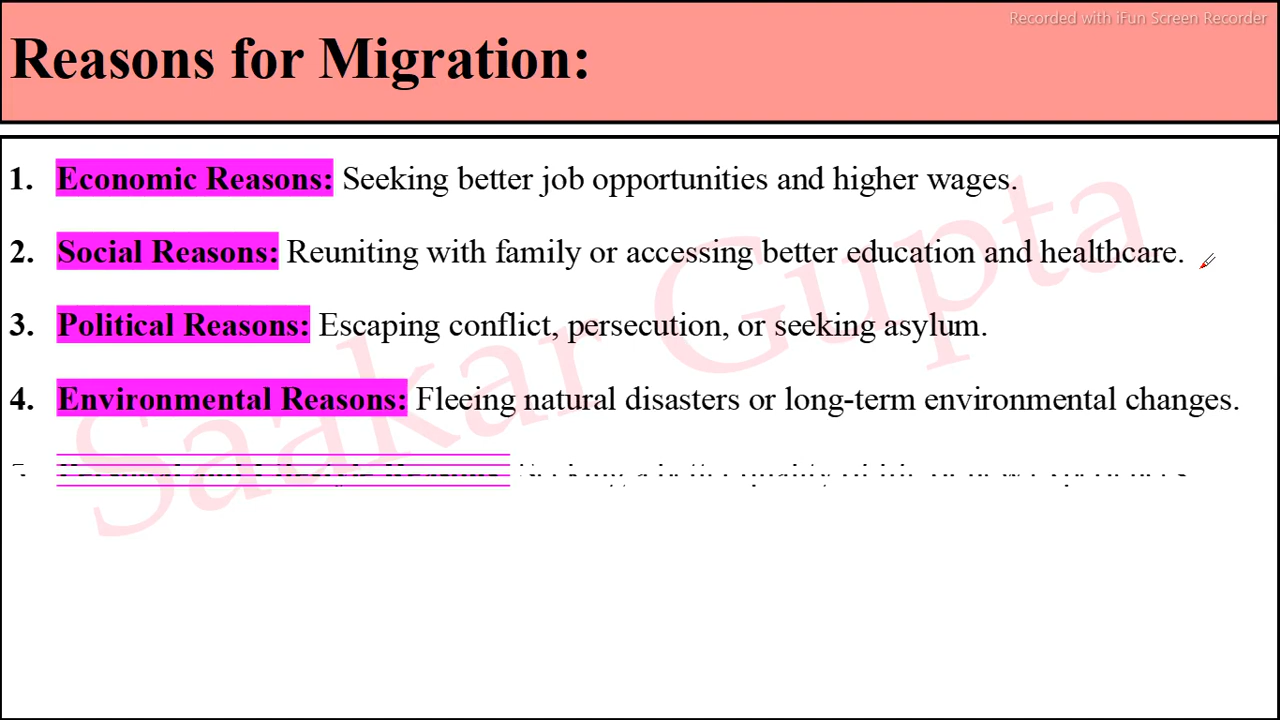 Recorded with iFun Screen Recorder
Reasons for Migration:
1. Economic Reasons: Seeking better job opportunities and higher wages.
2. Social Reasons: Reuniting with family or accessing better education and healthcare.
3. Political Reasons: Escaping conflict, persecution, or seeking asylum.
4. Environmental Reasons: Fleeing natural disasters or long-term environmental changes.
Saakar Gupta